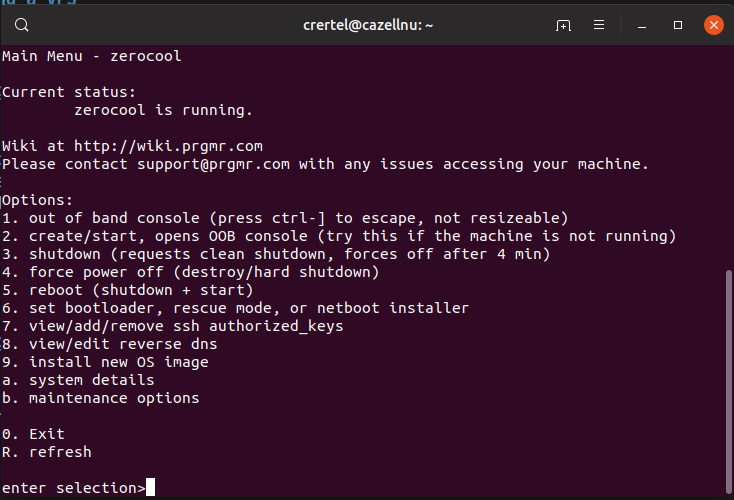 crertel@cazellnu: ~
Main Menu - zerocool
Current status:
zerocool is running.
Wiki at http://wiki.prgmr.com
Please contact support@prgmr.com with any issues accessing your machine.
Options:
1. out of band console (press ctrl-] to escape, not resizeable)
2. create/start, opens OOB console (try this if the machine is not running)
3. shutdown (requests clean shutdown, forces off after 4 min)
4. force power off (destroy/hard shutdown)
5. reboot (shutdown + start)
6. set bootloader, rescue mode, or netboot installer
7. view/add/remove ssh authorized_keys
8. view/edit reverse dns
9. install new OS image
a. system details
b. maintenance options
0. Exit
R. refresh
enter selection>